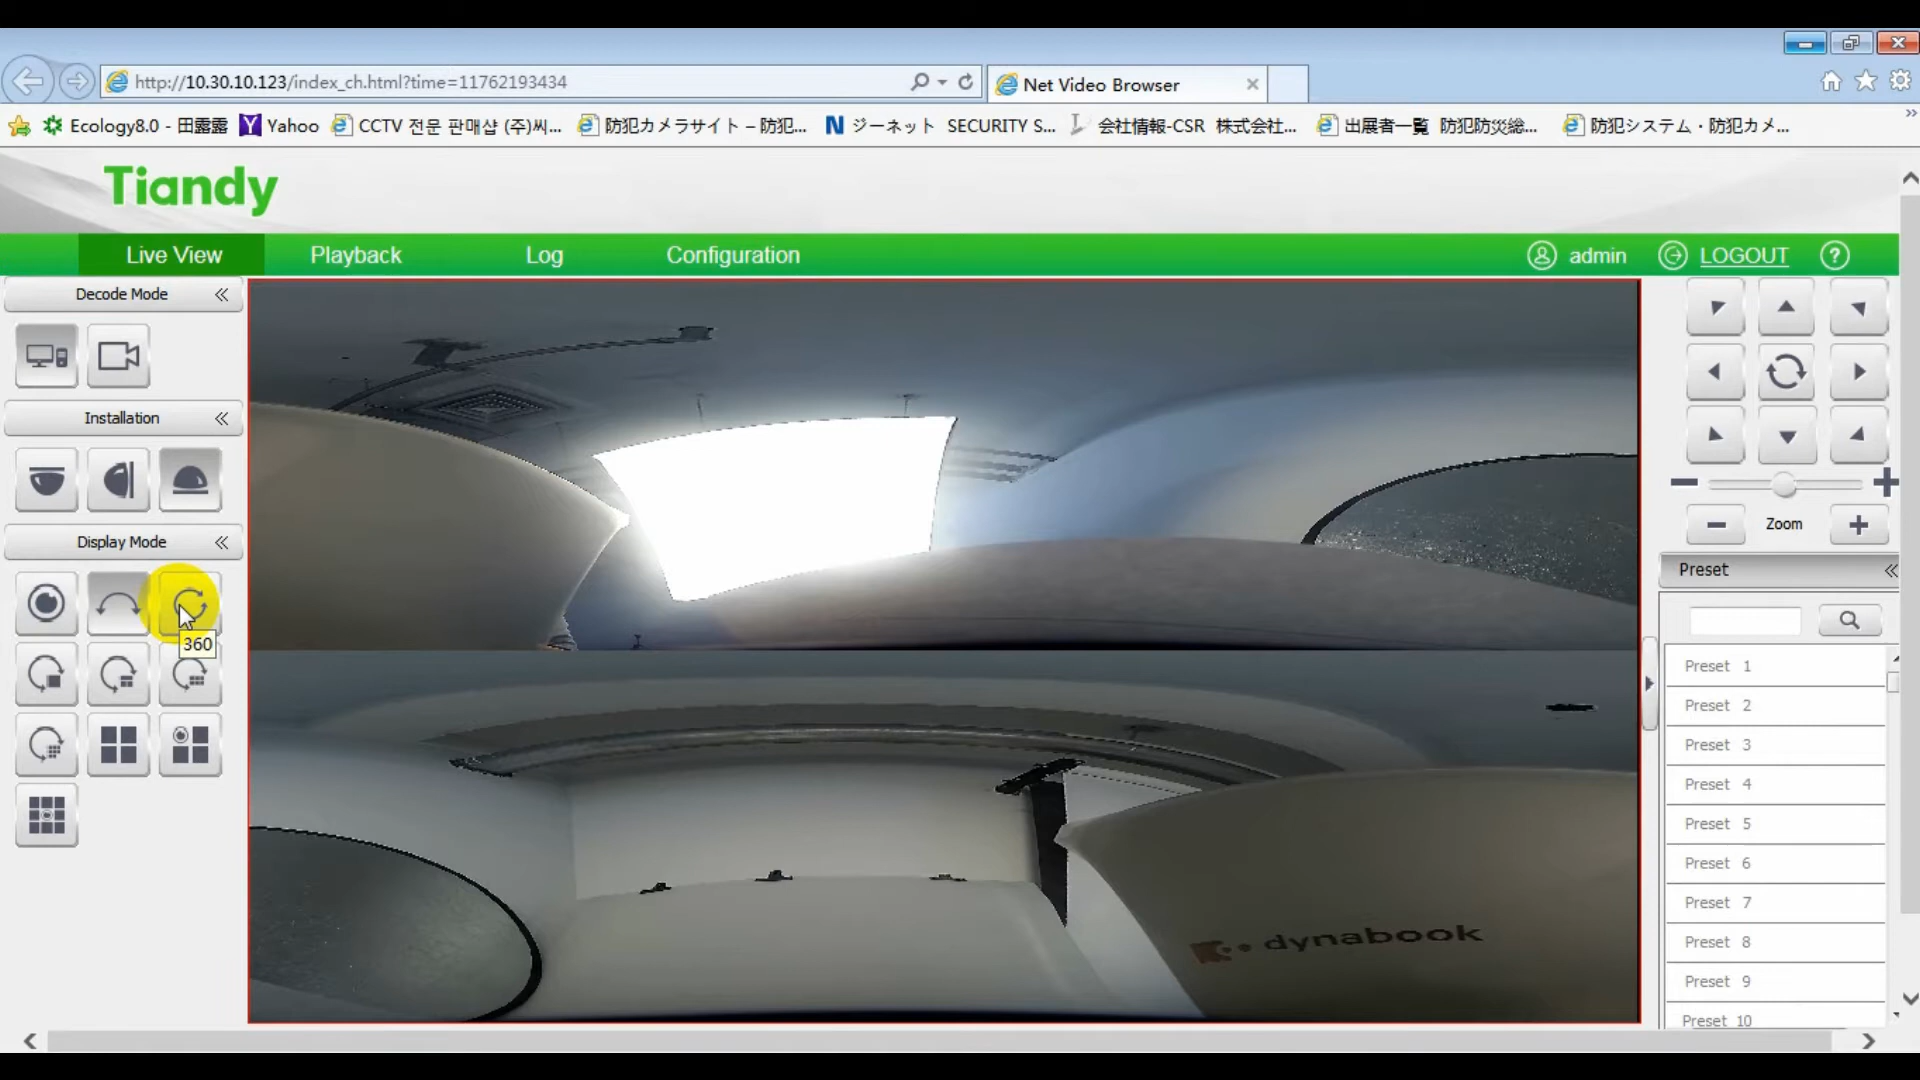 http://10.30.10.123/index_ch.html?time=11762193434
Net Video Browser
Ecology8.0 - 田露露
Yahoo
CCTV 전문 판매샵 (주)씨...
防犯カメラサイト – 防犯...
ジーネット SECURITY S...
会社情報-CSR 株式会社...
出展者一覧 防犯防災総...
防犯システム・防犯カメ...
Tiandy
Live View
Playback
Log
Configuration
admin
LOGOUT
Decode Mode
Installation
Display Mode
360
dynabook
Zoom
Preset
Preset 1
Preset 2
Preset 3
Preset 4
Preset 5
Preset 6
Preset 7
Preset 8
Preset 9
Preset 10